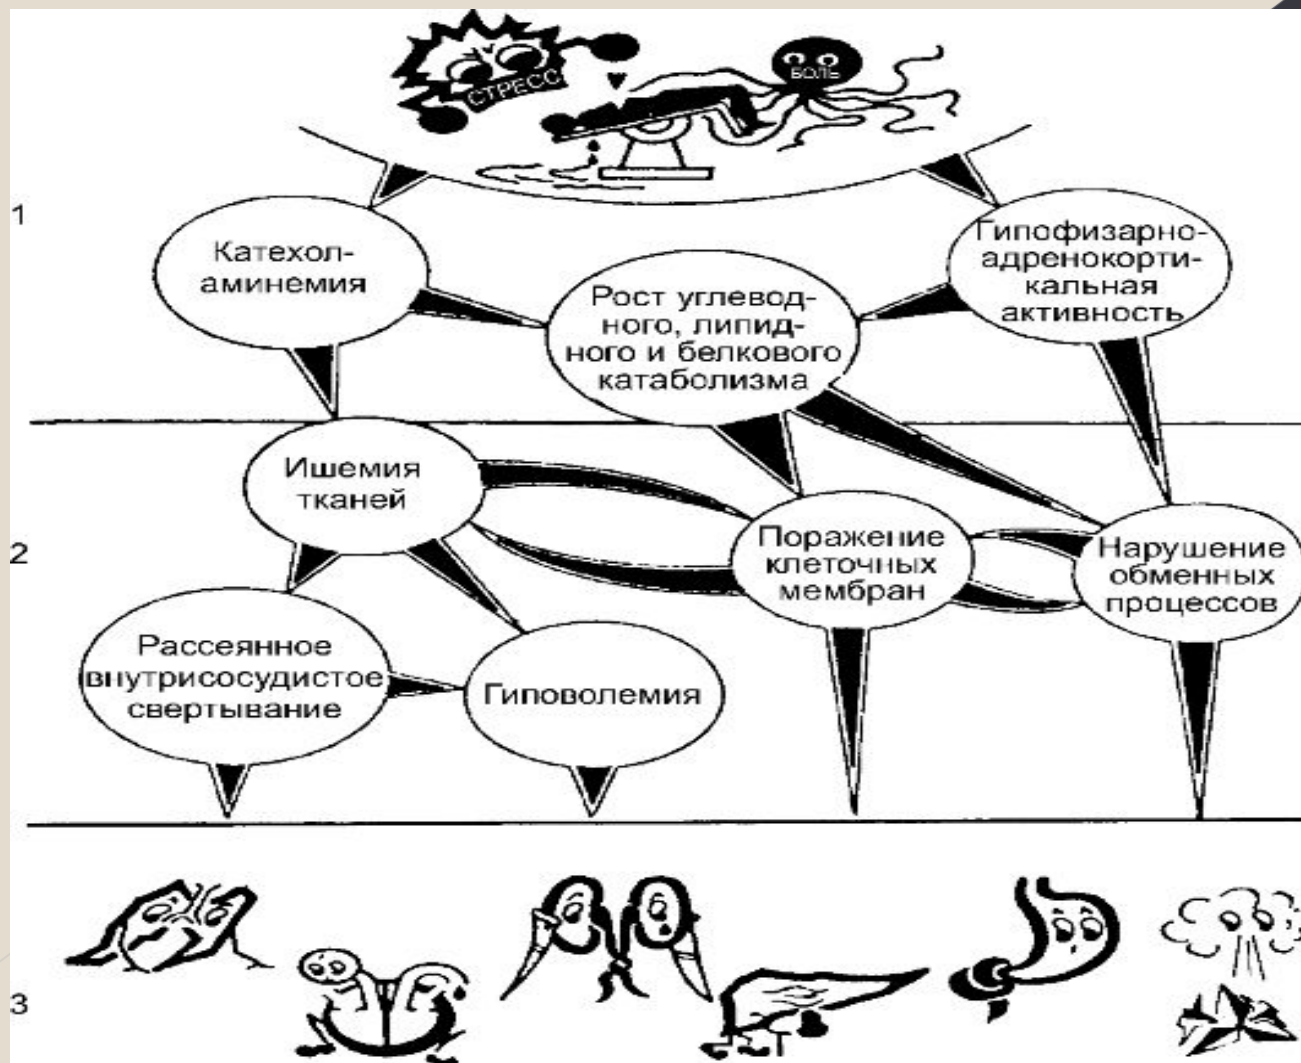 СТРЕСС
БОЛЬ
1
Катехол-
аминемия
Гипофизарно-
адренокорти-
кальная
активность
Рост углевод-
ного, липид-
ного и белкового
катаболизма
2
Ишемия
тканей
Поражение
клеточных
мембран
Нарушение
обменных
процессов
Рассеянное
внутрисосудистое
свертывание
Гиповолемия
3